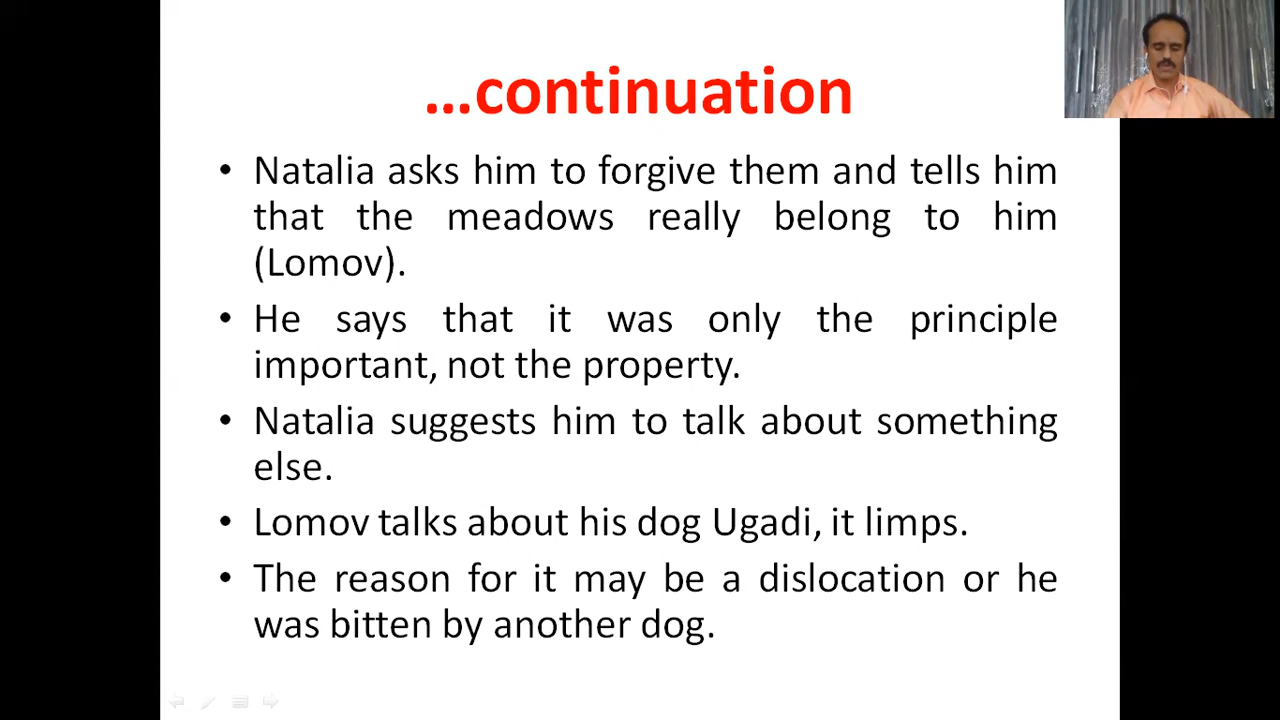 ...continuation
• Natalia asks him to forgive them and tells him
that the meadows really belong to him
(Lomov).
• He says that it was only the principle
important, not the property.
• Natalia suggests him to talk about something
else.
• Lomov talks about his dog Ugadi, it limps.
• The reason for it may be a dislocation or he
was bitten by another dog.